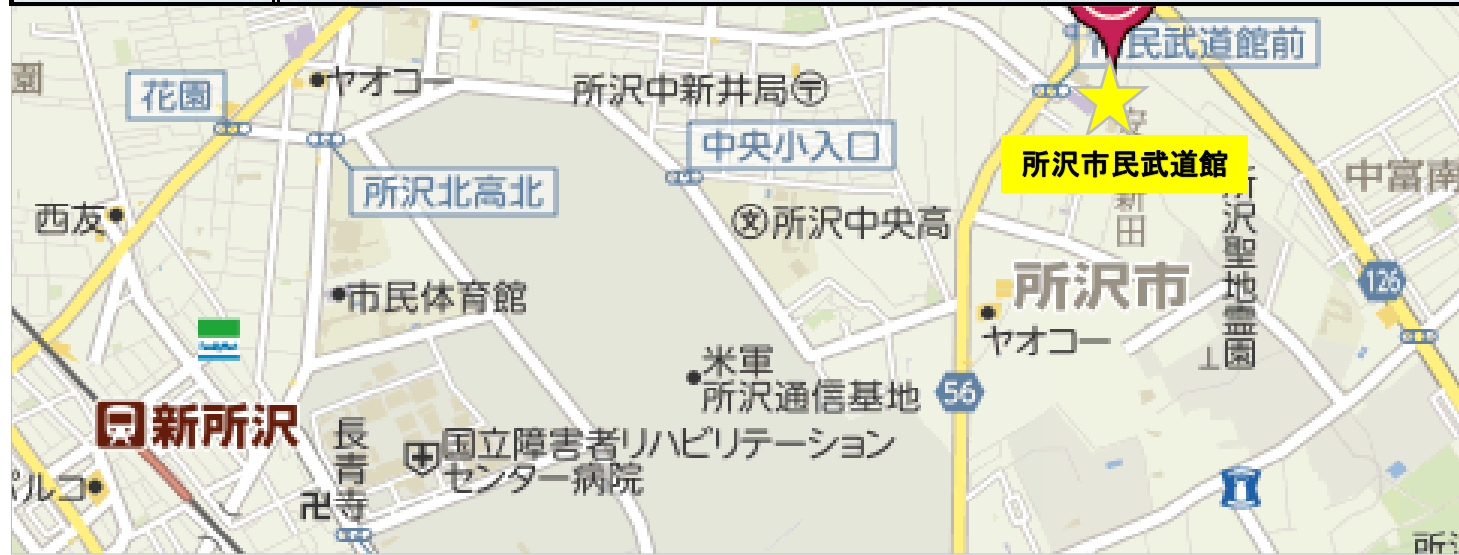 市民武道館前
園
ヤオコー
花園
所沢中新井局
中央小入口
所沢市民武道館
中富南
所沢北高北
西友
文所沢中央高
新田
所沢聖地霊園
126
市民体育館
所沢市
ヤオコー
米軍
所沢通信基地
56
新所沢
長青寺
国立障害者リハビリテーション
センター病院
パルコ